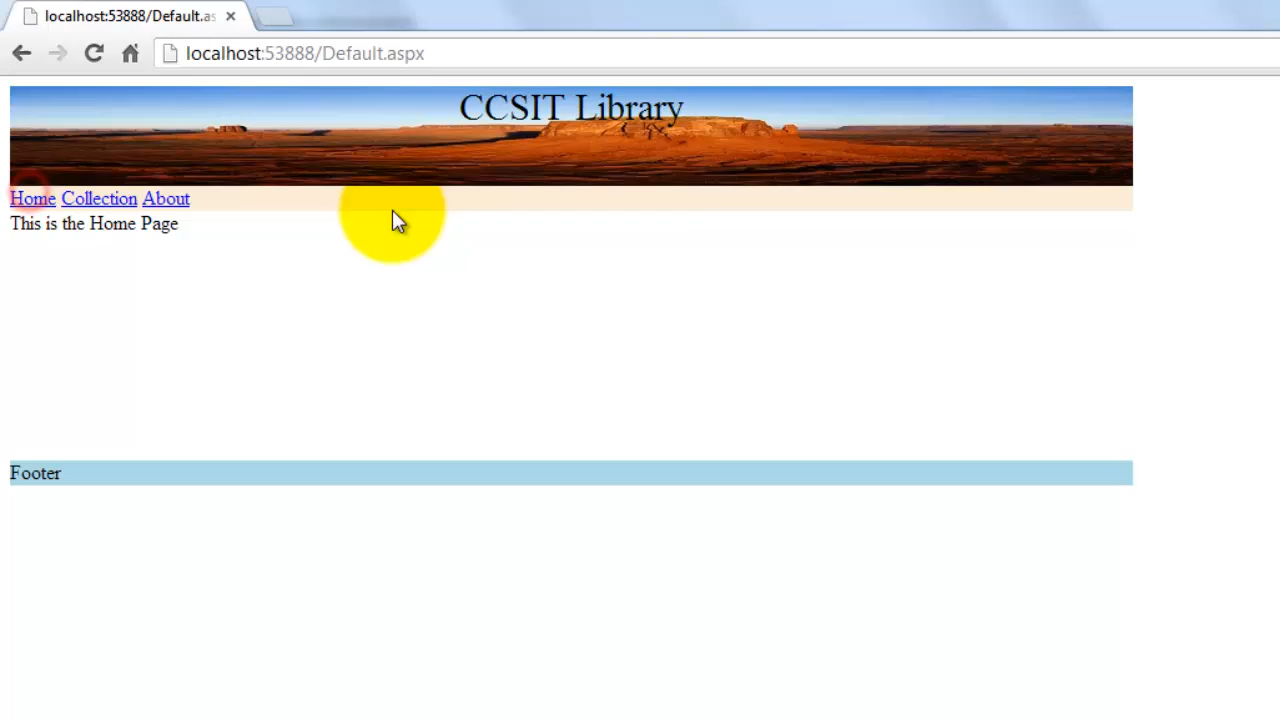 localhost:53888/Default.as
localhost:53888/Default.aspx
CCSIT Library
Home Collection About
This is the Home Page
Footer